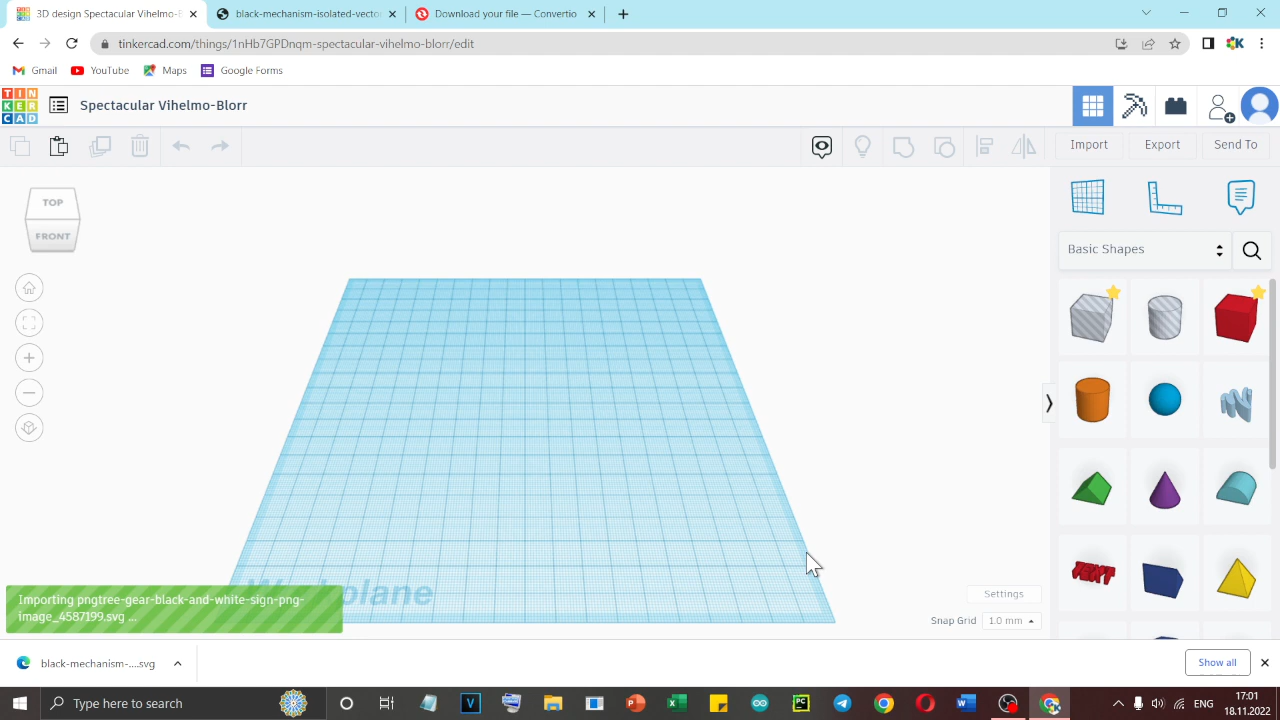 3D design Spectacular Vihelmo-B
black-mechanism-isolated-vector
Download your file — Convertio
tinkercad.com/things/1nHb7GPDnqm-spectacular-vihelmo-blorr/edit
Gmail
YouTube
Maps
Google Forms
TIN
KER
CAD
Spectacular Vihelmo-Blorr
Import
Export
Send To
TOP
FRONT
Basic Shapes
TEXT
Workplane
Importing pngtree-gear-black-and-white-sign-png-
image_4587199.svg ...
Settings
Snap Grid
1.0 mm
black-mechanism-....svg
Show all
Type here to search
17:01
18.11.2022